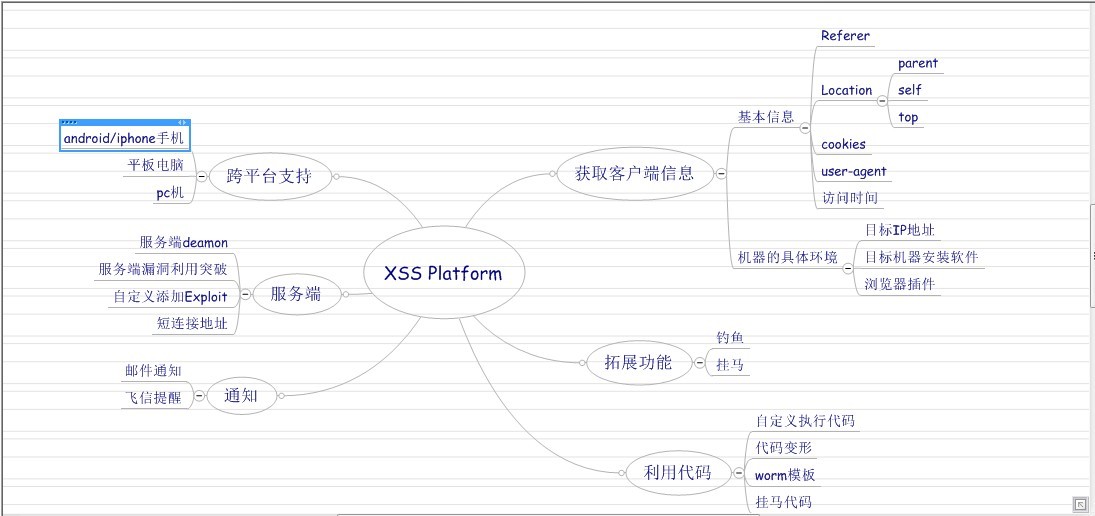 XSS Platform
获取客户端信息
基本信息
Referer
Location
parent
self
top
cookies
user-agent
访问时间
机器的具体环境
目标IP地址
目标机器安装软件
浏览器插件
拓展功能
钓鱼
挂马
利用代码
自定义执行代码
代码变形
worm模板
挂马代码
跨平台支持
android/iphone手机
平板电脑
pc机
服务端
服务端deamon
服务端漏洞利用突破
自定义添加Exploit
短连接地址
通知
邮件通知
飞信提醒